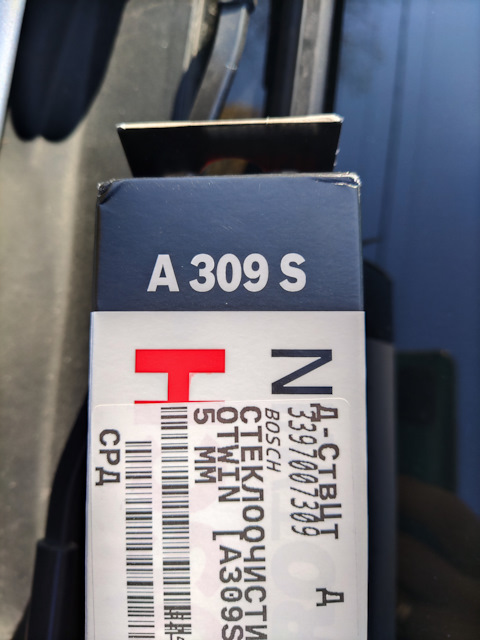 A 309 S
N
H
Д-СТВЦТ Д
3397007309
BOSCH
СТЕКЛООЧИСТИ
OTWIN [A309S
5 ММ
СРД